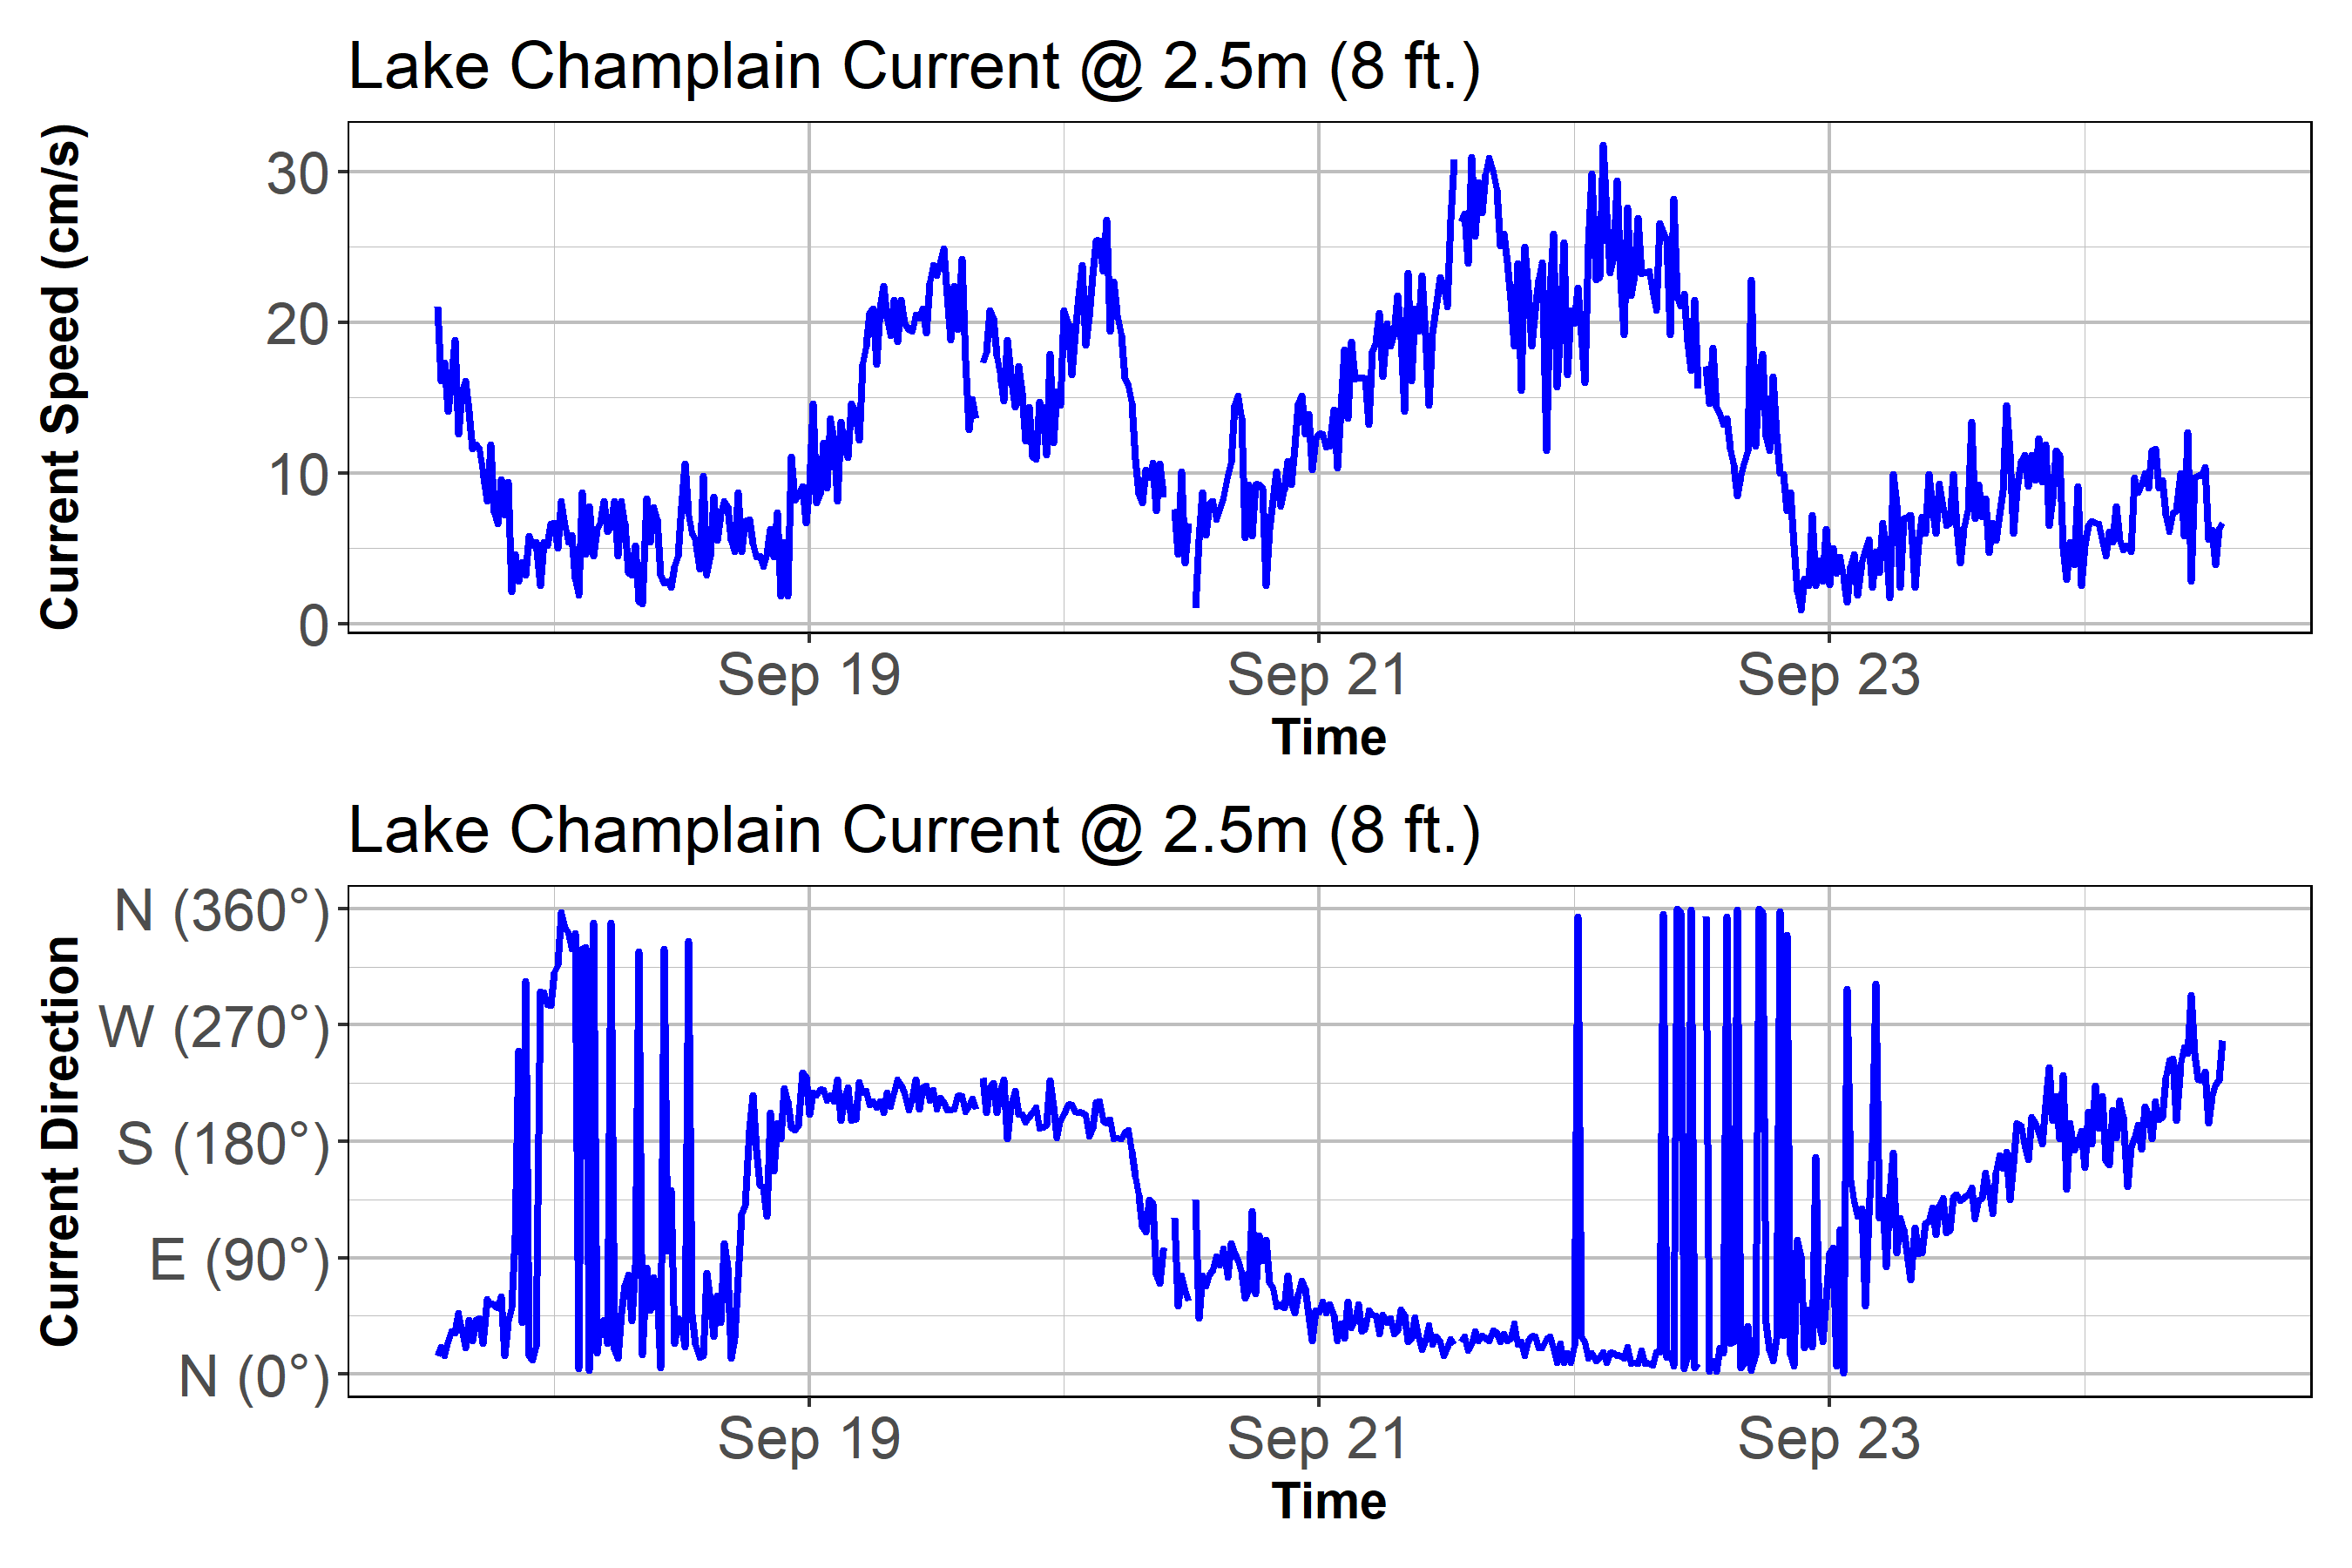 Lake Champlain Current @ 2.5m (8 ft.)
Current Speed (cm/s)
30
20
10
0
Sep 19 Sep 21 Sep 23
Time
Lake Champlain Current @ 2.5m (8 ft.)
Current Direction
N (360°)
W (270°)
S (180°)
E (90°)
N (0°)
Sep 19 Sep 21 Sep 23
Time